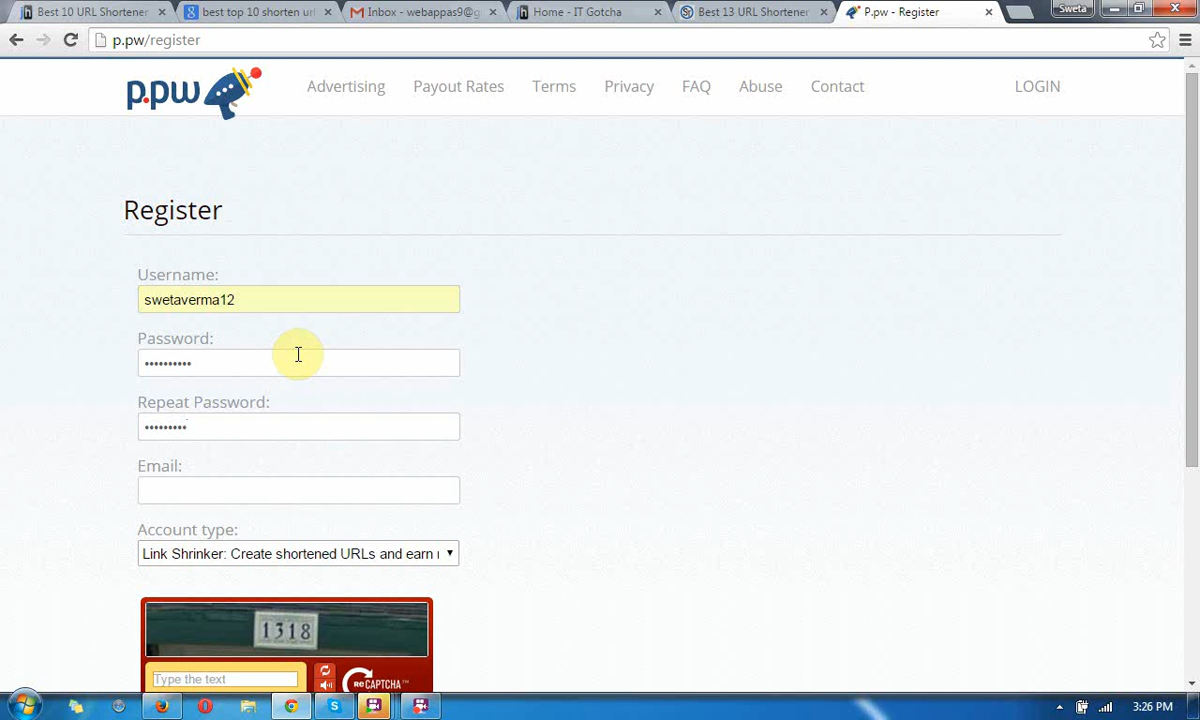 Best 10 URL Shortener
best top 10 shorten url
Inbox - webappas9@g
Home - IT Gotcha
Best 13 URL Shortener
P.pw - Register
Sweta
p.pw/register
p.pw
Advertising
Payout Rates
Terms
Privacy
FAQ
Abuse
Contact
LOGIN
Register
Username:
swetaverma12
Password:
••••••••••
Repeat Password:
•••••••••
Email:
Account type:
Link Shrinker: Create shortened URLs and earn
1318
Type the text
reCAPTCHA™
3:26 PM